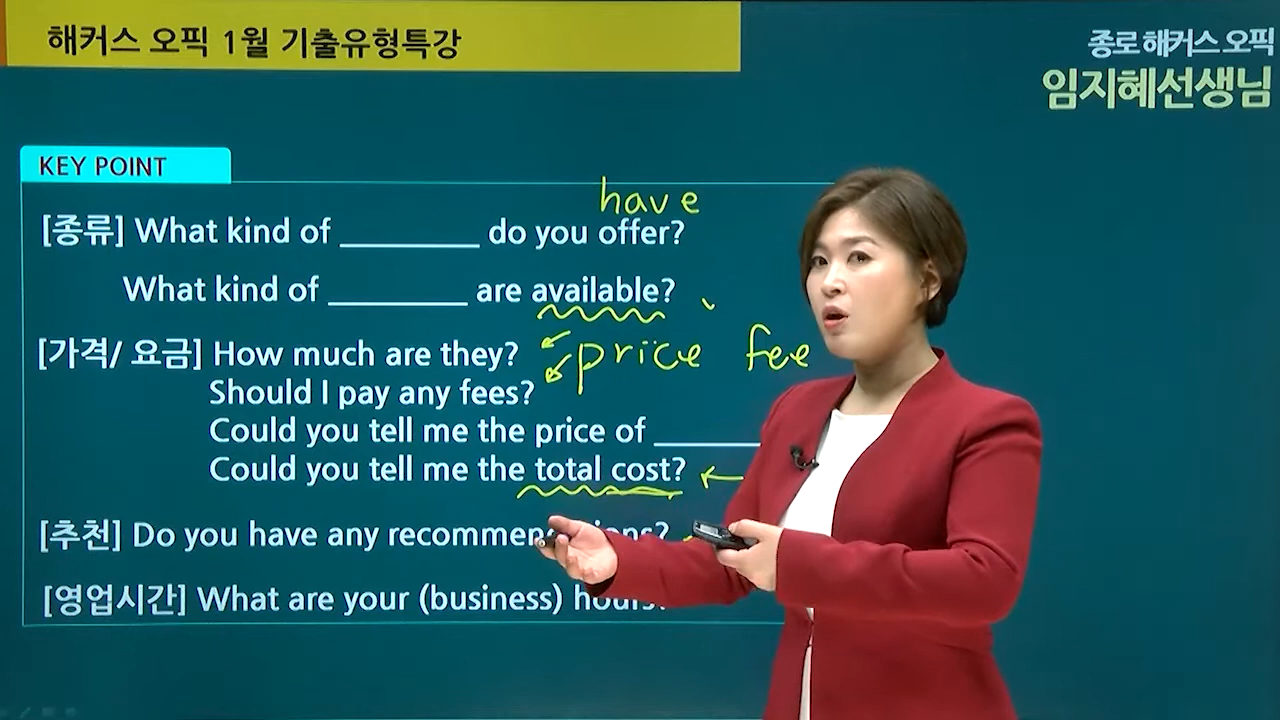 해커스 오픽 1월 기출유형특강
종로 해커스 오픽
임지혜선생님
KEY POINT
have
[종류] What kind of ________ do you offer?
What kind of ________ are available?
[가격/ 요금] How much are they?
price fee
Should I pay any fees?
Could you tell me the price of ______
Could you tell me the total cost?
[추천] Do you have any
[영업시간] What are your (business) hours?